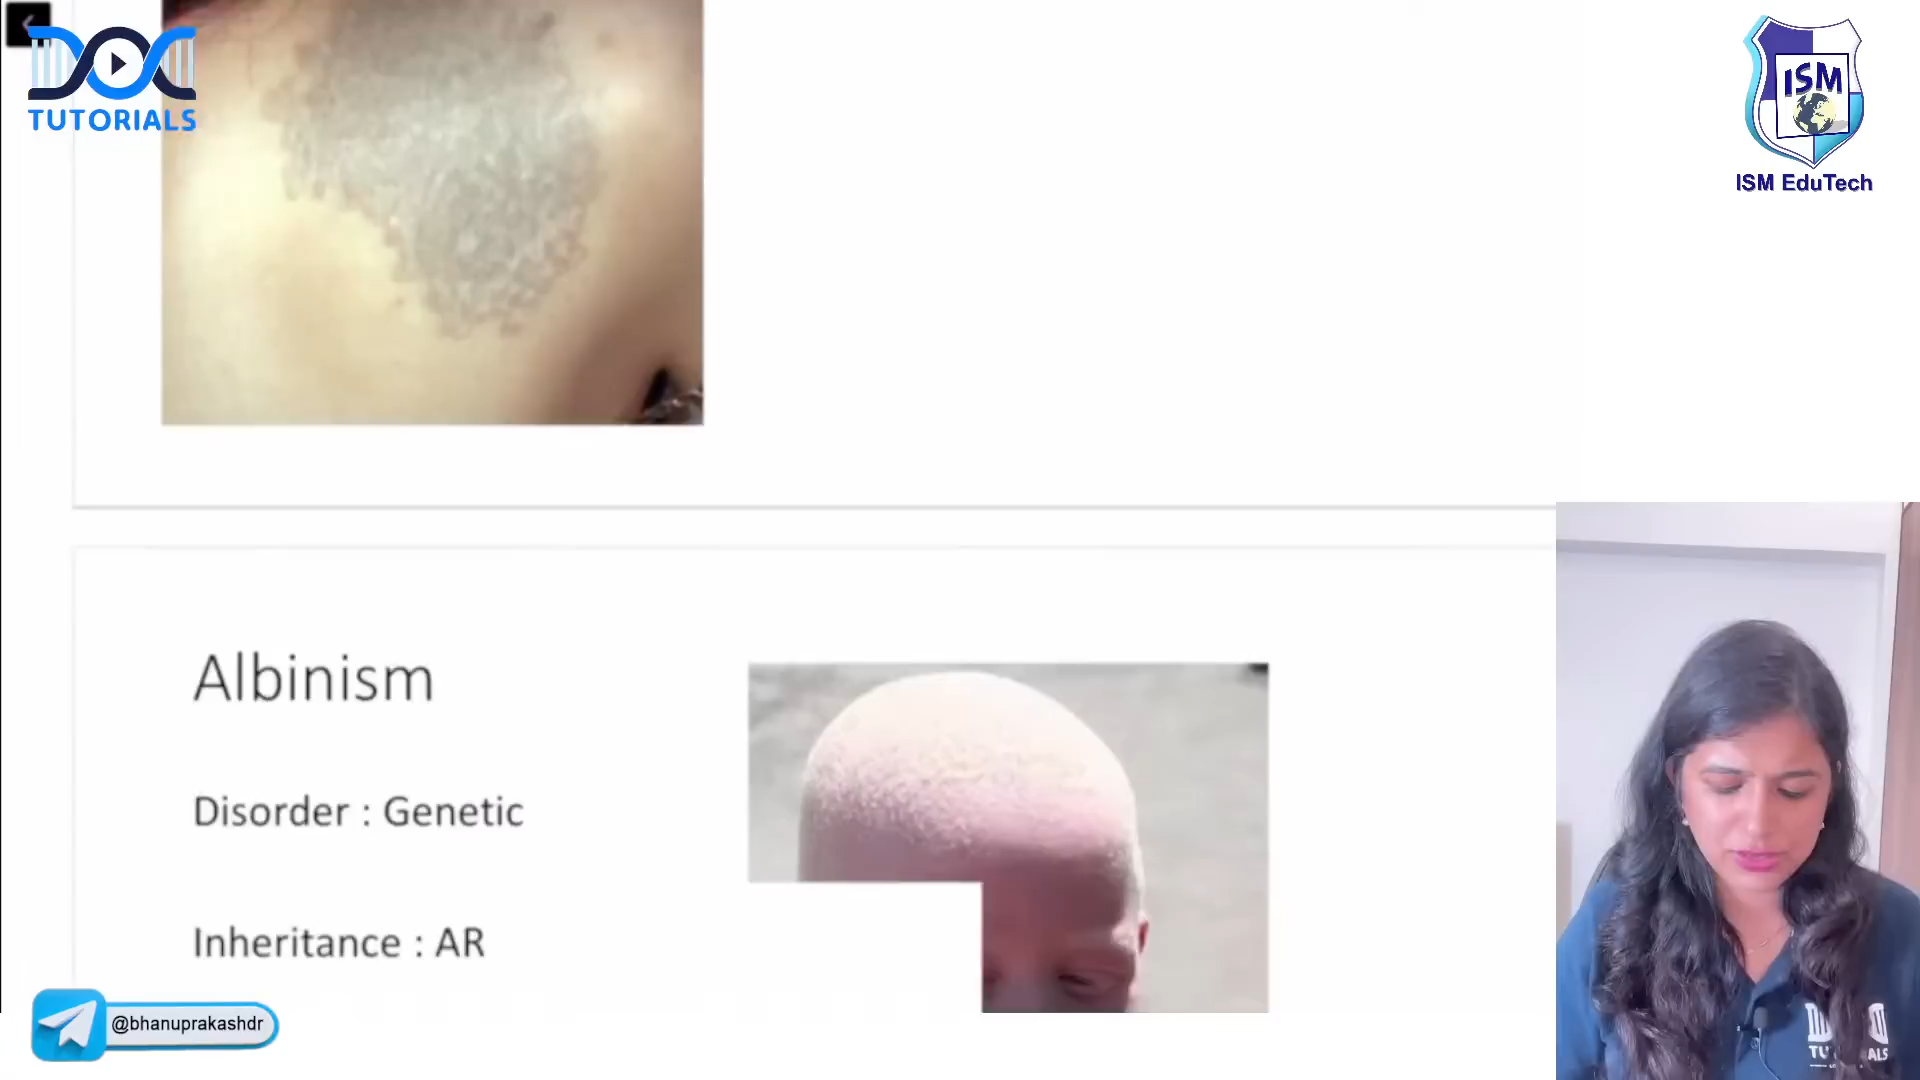 DOC
TUTORIALS
ISM
ISM EduTech
Albinism
Disorder : Genetic
Inheritance : AR
@bhanuprakashdr